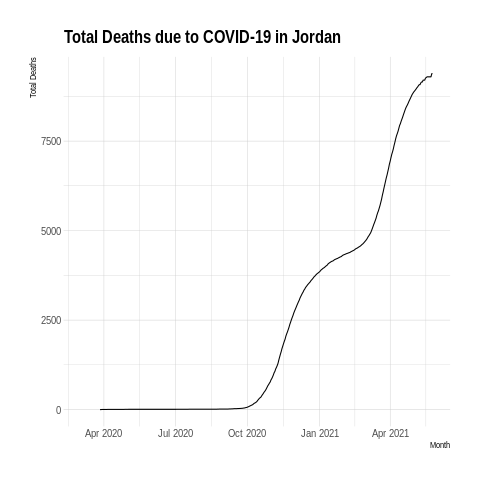 Total Deaths due to COVID-19 in Jordan
Total Deaths
7500
5000
2500
0
Apr 2020 Jul 2020 Oct 2020 Jan 2021 Apr 2021
Month